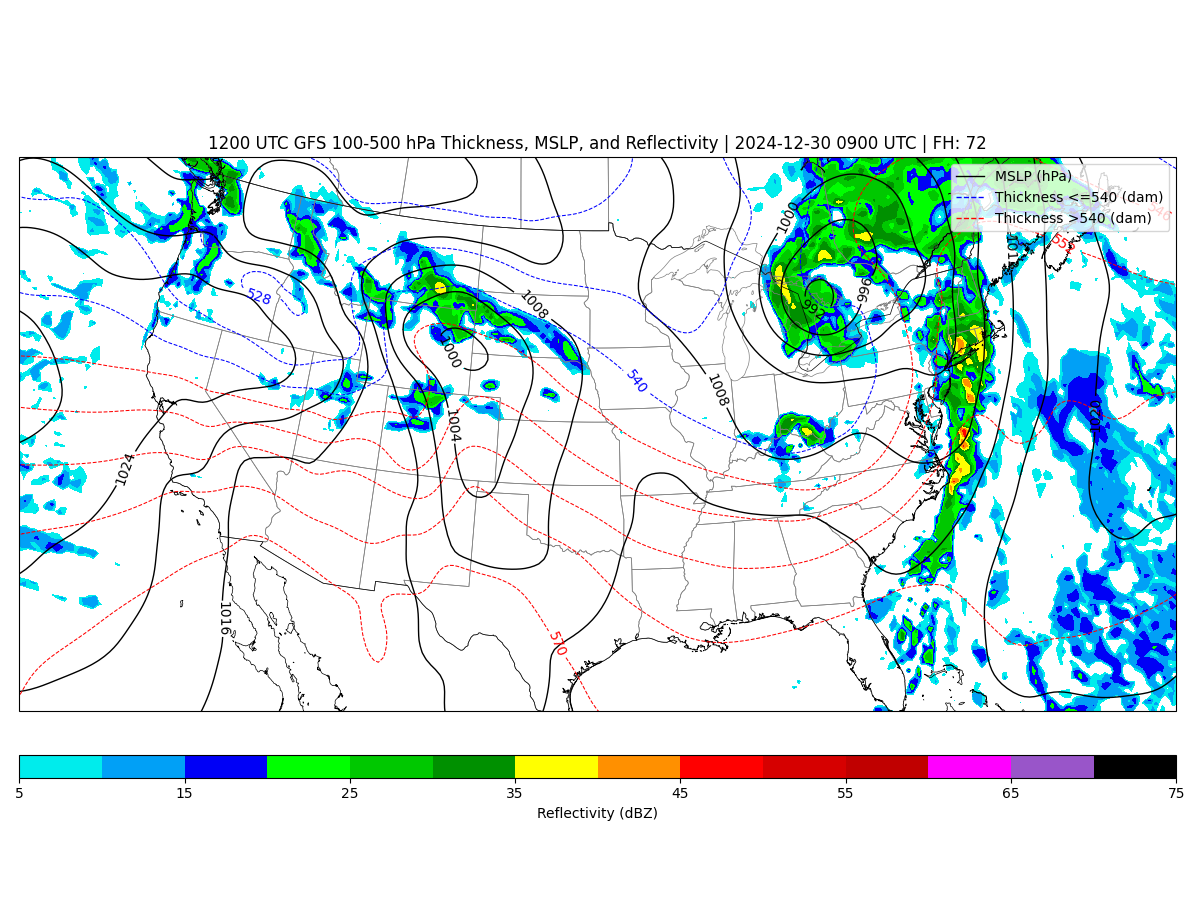 1200 UTC GFS 100-500 hPa Thickness, MSLP, and Reflectivity | 2024-12-30 0900 UTC | FH: 72
MSLP (hPa)
Thickness <=540 (dam)
Thickness >540 (dam)
546
1000
552
528
996
1008
1000
540
1008
1004
1024
1016
570
5 15 25 35 45 55 65 75
Reflectivity (dBZ)